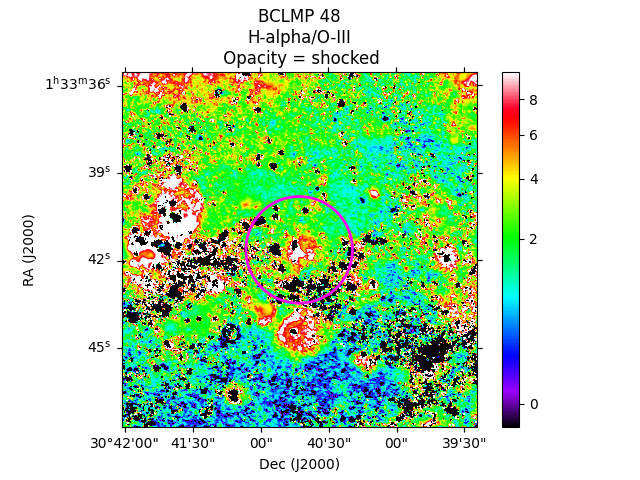 BCLMP 48
H-alpha/O-III
Opacity = shocked
1ʰ33ᵐ36ˢ
39ˢ
42ˢ
45ˢ
RA (J2000)
30°42'00" 41'30" 00" 40'30" 00" 39'30"
Dec (J2000)
8
6
4
2
0